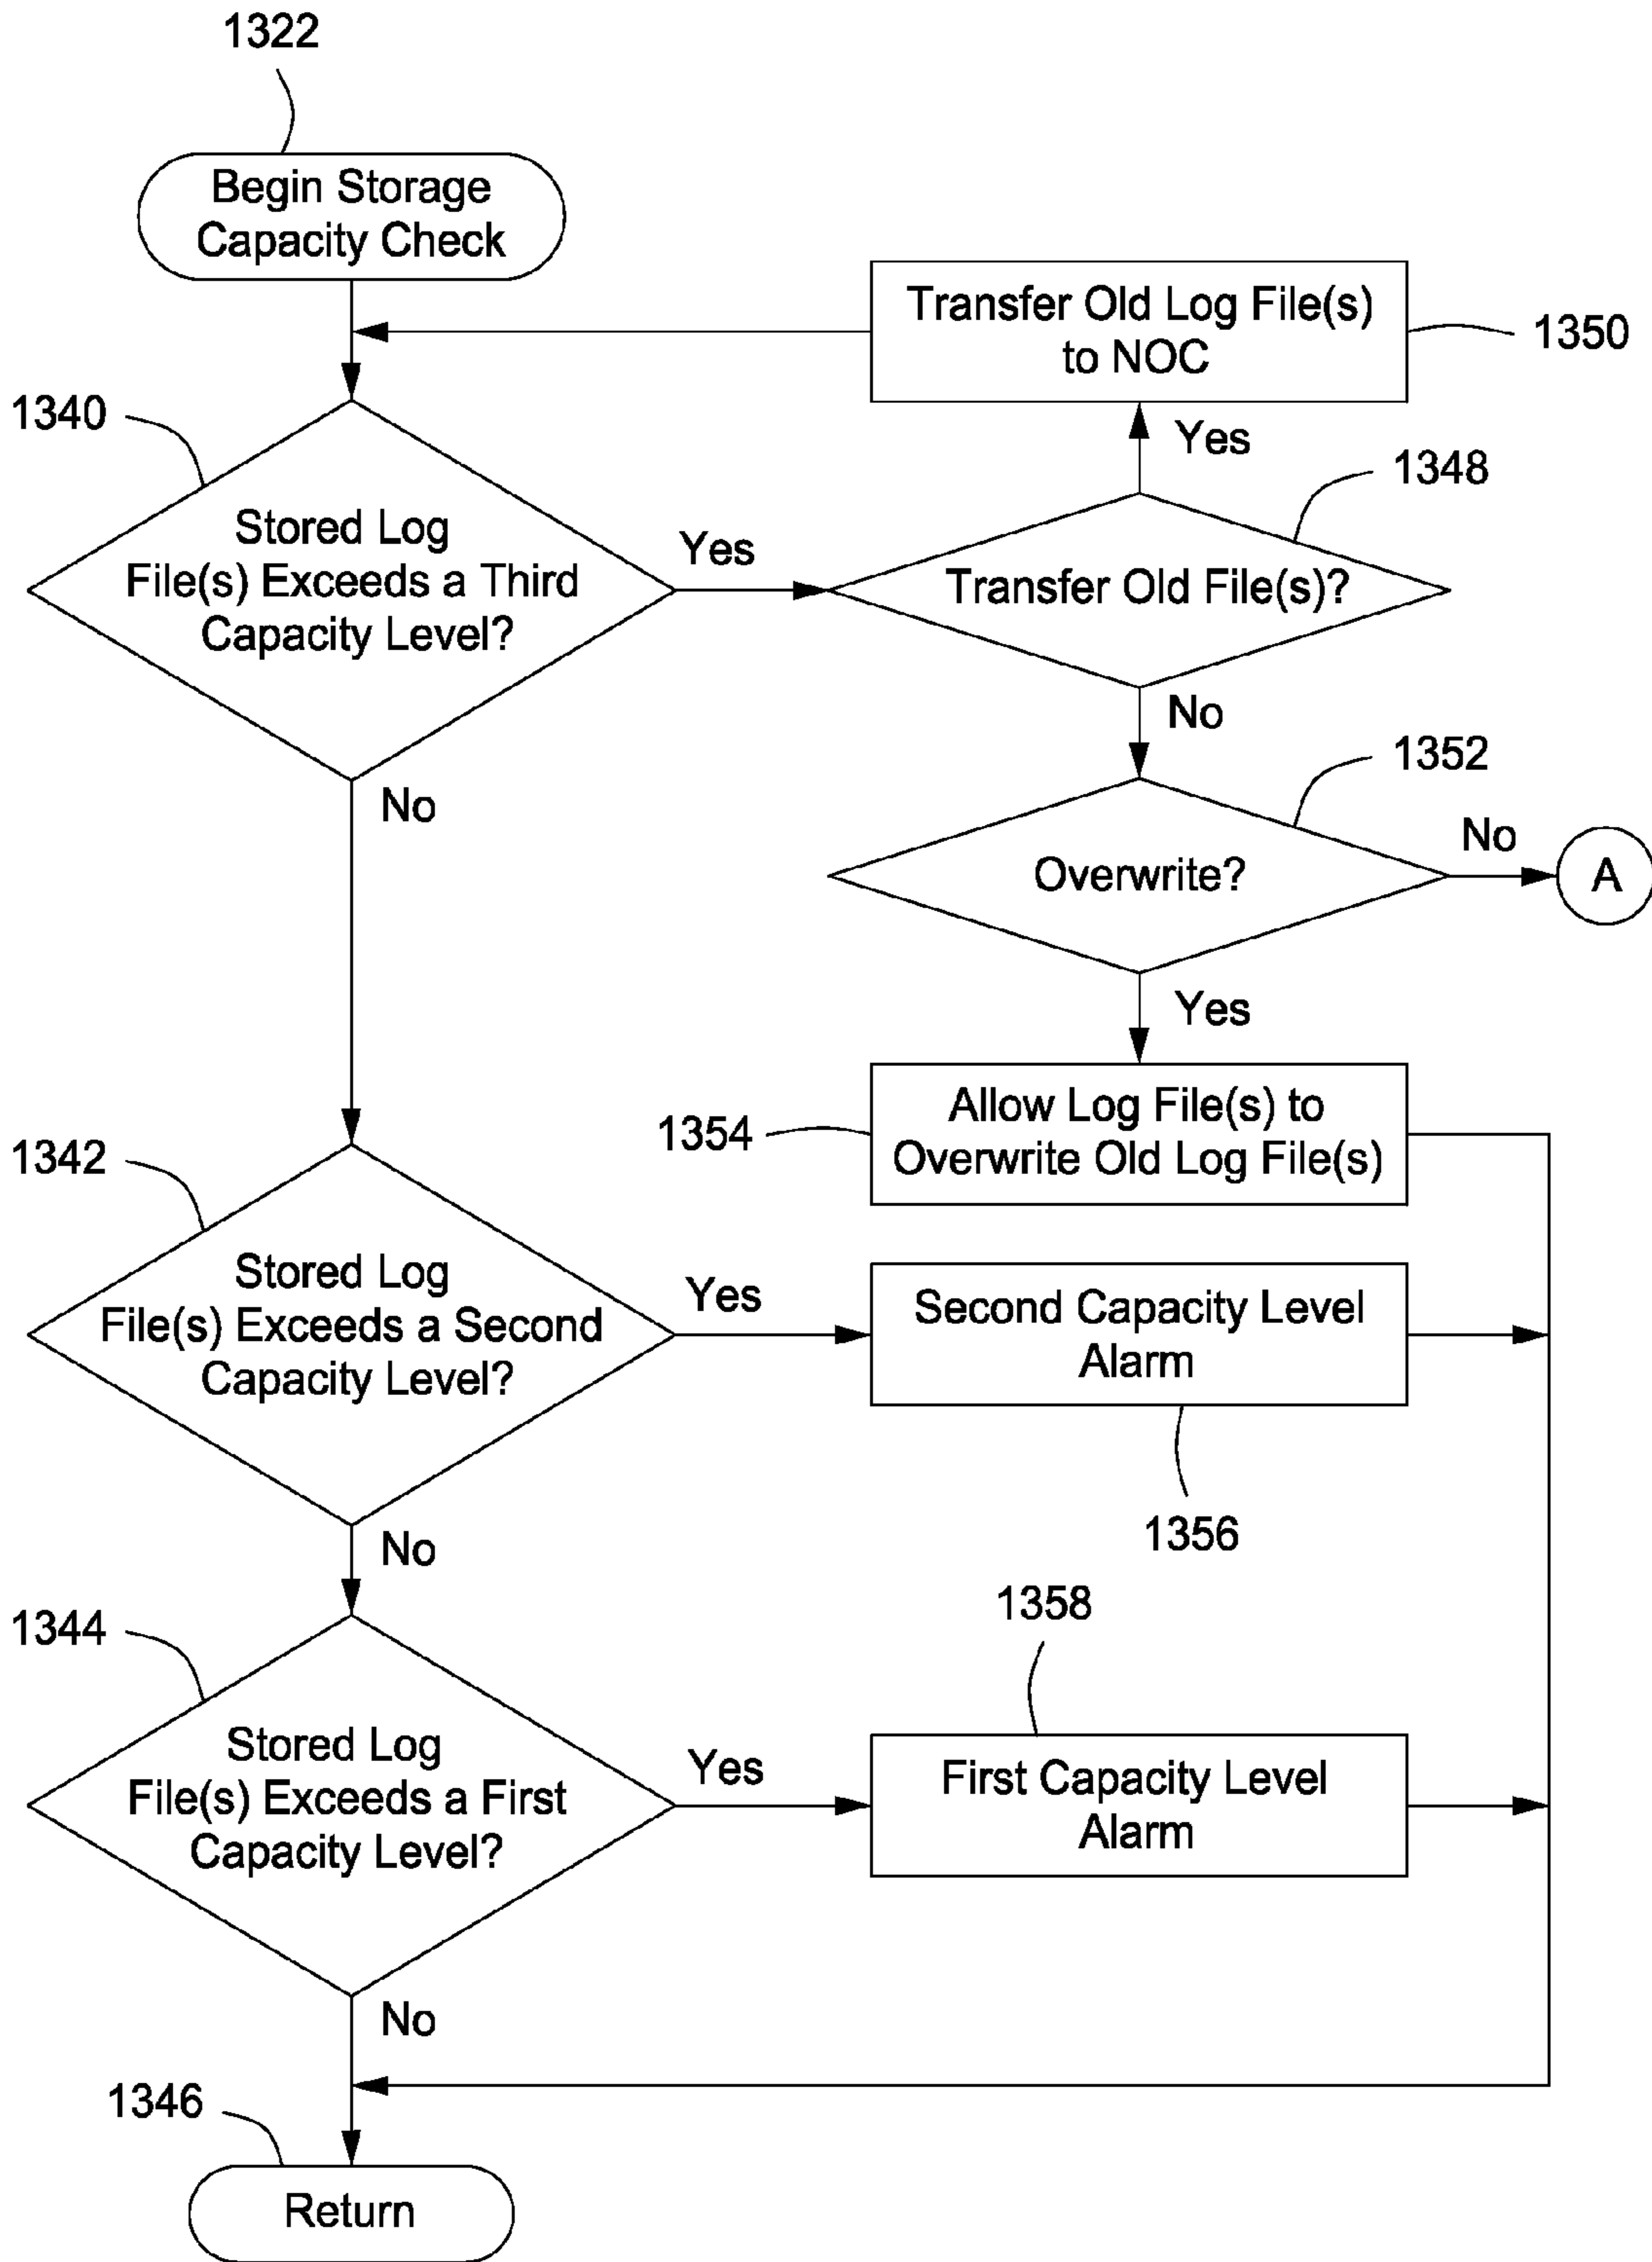 1322
Begin Storage
Capacity Check
Transfer Old Log File(s)
to NOC
1350
1340
Yes
1348
Stored Log
File(s) Exceeds a Third
Capacity Level?
Yes
Transfer Old File(s)?
No
1352
No
Overwrite?
No
A
Yes
Allow Log File(s) to
Overwrite Old Log File(s)
1354
1342
Stored Log
File(s) Exceeds a Second
Capacity Level?
Yes
Second Capacity Level
Alarm
1356
No
1358
1344
Stored Log
File(s) Exceeds a First
Capacity Level?
Yes
First Capacity Level
Alarm
No
1346
Return